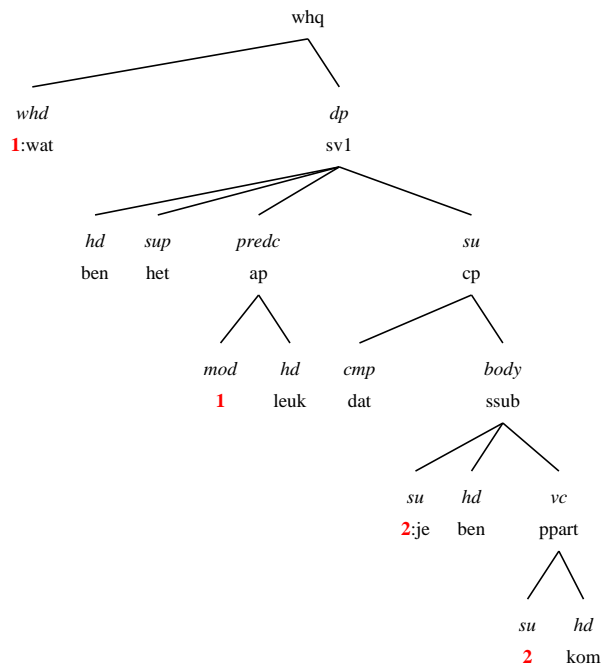 whq
whd dp
1:wat sv1
hd sup predc su
ben het ap cp
mod hd cmp body
1 leuk dat ssub
su hd vc
2:je ben ppart
su hd
2 kom